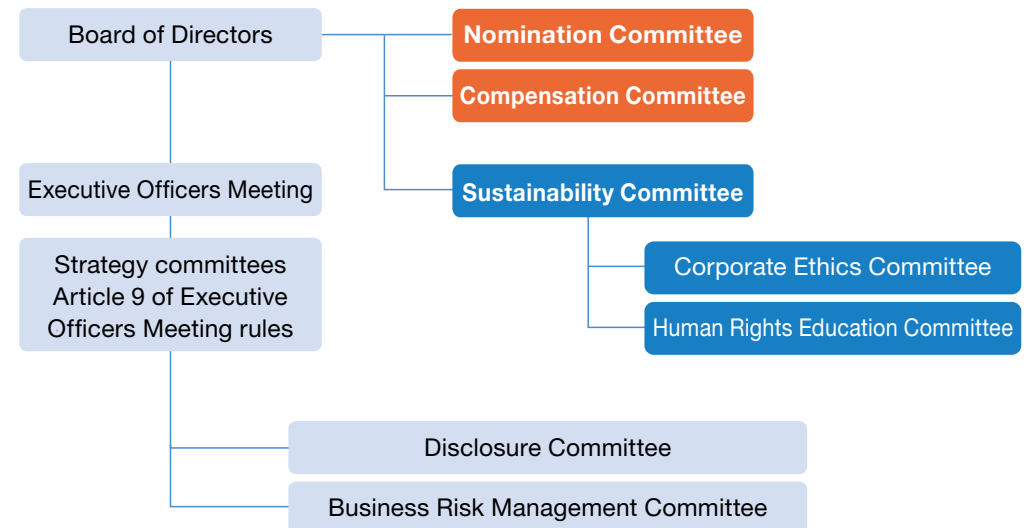 Board of Directors
Nomination Committee
Compensation Committee
Executive Officers Meeting
Sustainability Committee
Strategy committees
Article 9 of Executive
Officers Meeting rules
Corporate Ethics Committee
Human Rights Education Committee
Disclosure Committee
Business Risk Management Committee